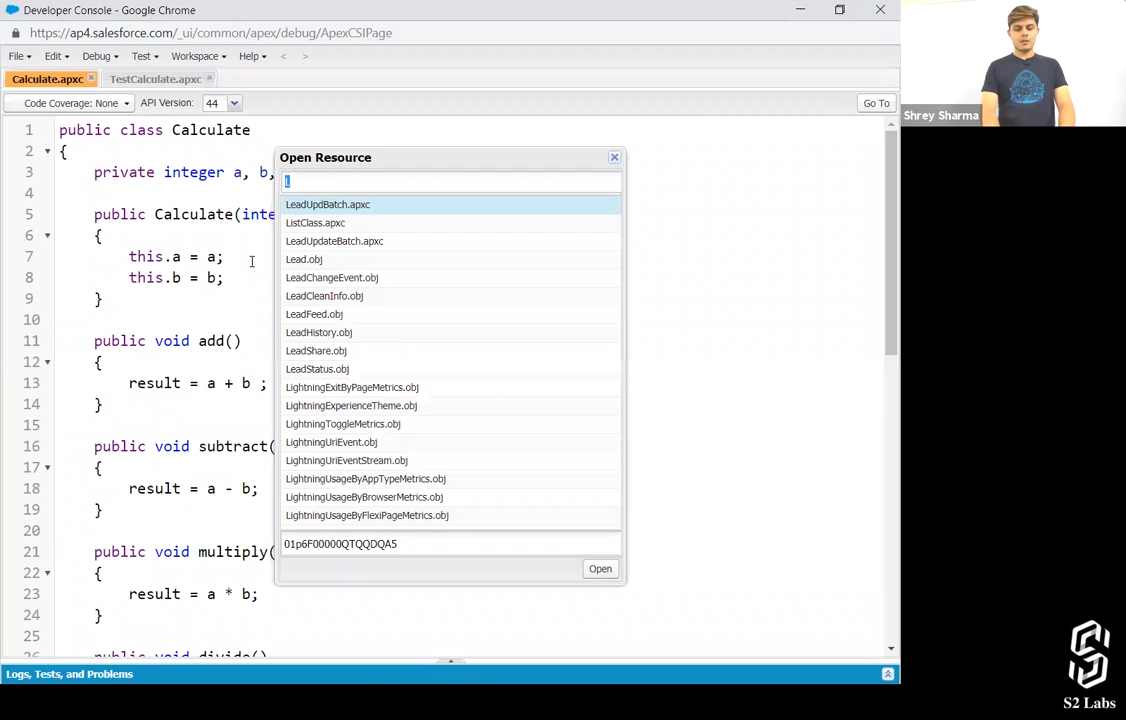 Developer Console - Google Chrome
https://ap4.salesforce.com/_ui/common/apex/debug/ApexCSIPage
File Edit Debug Test Workspace Help < >
Calculate.apxc TestCalculate.apxc
Code Coverage: None API Version: 44 Go To
1 public class Calculate
2 {
3 private integer a, b,
4
5 public Calculate(inte
6 {
7 this.a = a;
8 this.b = b;
9 }
10
11 public void add()
12 {
13 result = a + b ;
14 }
15
16 public void subtract(
17 {
18 result = a - b;
19 }
20
21 public void multiply(
22 {
23 result = a * b;
24 }
25
26 public void divide()
Open Resource
L
LeadUpdBatch.apxc
ListClass.apxc
LeadUpdateBatch.apxc
Lead.obj
LeadChangeEvent.obj
LeadCleanInfo.obj
LeadFeed.obj
LeadHistory.obj
LeadShare.obj
LeadStatus.obj
LightningExitByPageMetrics.obj
LightningExperienceTheme.obj
LightningToggleMetrics.obj
LightningUriEvent.obj
LightningUriEventStream.obj
LightningUsageByAppTypeMetrics.obj
LightningUsageByBrowserMetrics.obj
LightningUsageByFlexiPageMetrics.obj
01p6F00000QTQQDQA5
Open
Logs, Tests, and Problems
Shrey Sharma
S2 Labs